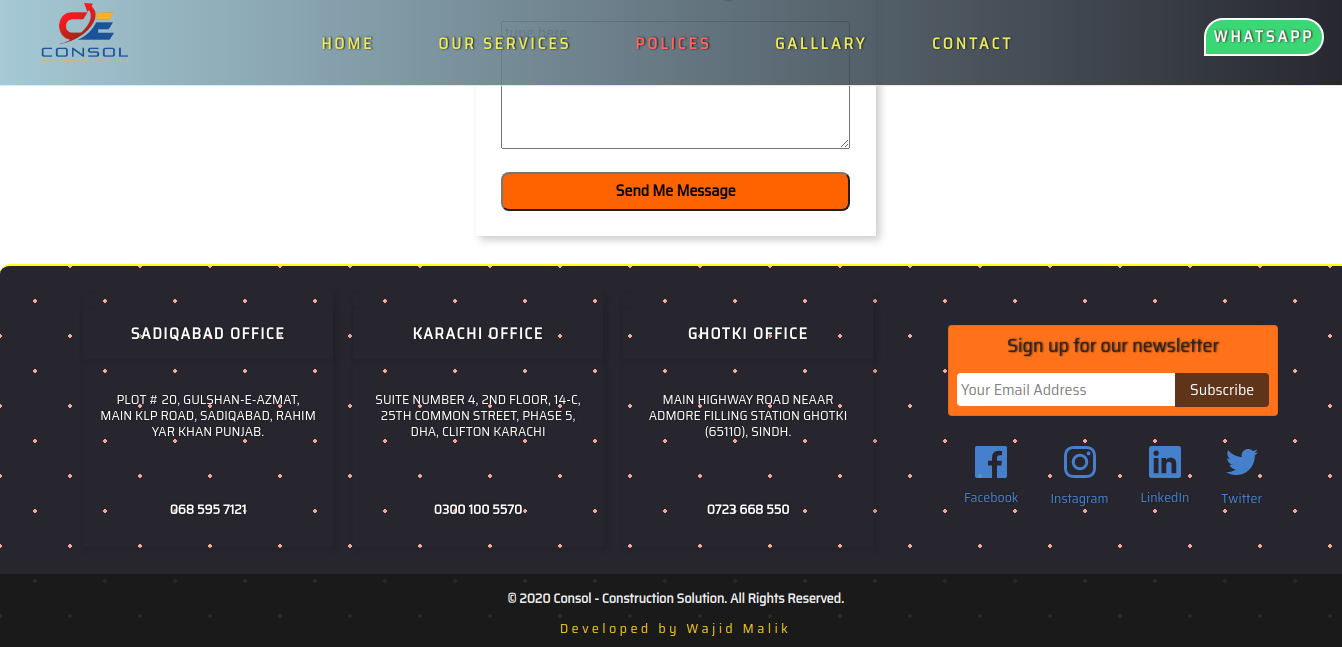 CONSOL
HOME
OUR SERVICES
POLICES
GALLLARY
CONTACT
WHATSAPP
Send Me Message
SADIQABAD OFFICE
PLOT # 20, GULSHAN-E-AZMAT,
MAIN KLP ROAD, SADIQABAD, RAHIM
YAR KHAN PUNJAB.
068 595 7121
KARACHI OFFICE
SUITE NUMBER 4, 2ND FLOOR, 14-C,
25TH COMMON STREET, PHASE 5,
DHA, CLIFTON KARACHI
0300 100 5570
GHOTKI OFFICE
MAIN HIGHWAY ROAD NEAAR
ADMORE FILLING STATION GHOTKI
(65110), SINDH.
0723 668 550
Sign up for our newsletter
Your Email Address
Subscribe
Facebook
Instagram
LinkedIn
Twitter
© 2020 Consol - Construction Solution. All Rights Reserved.
Developed by Wajid Malik